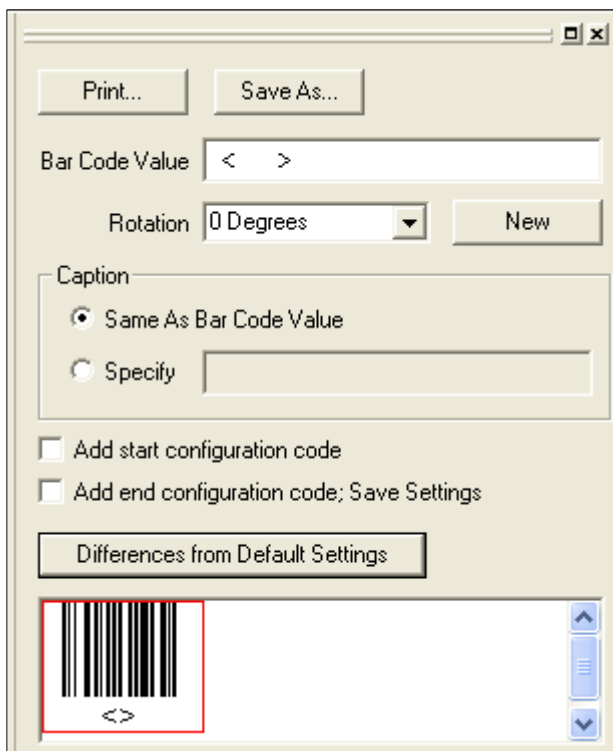 Print... Save As...
Bar Code Value < >
Rotation 0 Degrees New
Caption
Same As Bar Code Value
Specify
Add start configuration code
Add end configuration code; Save Settings
Differences from Default Settings
<>